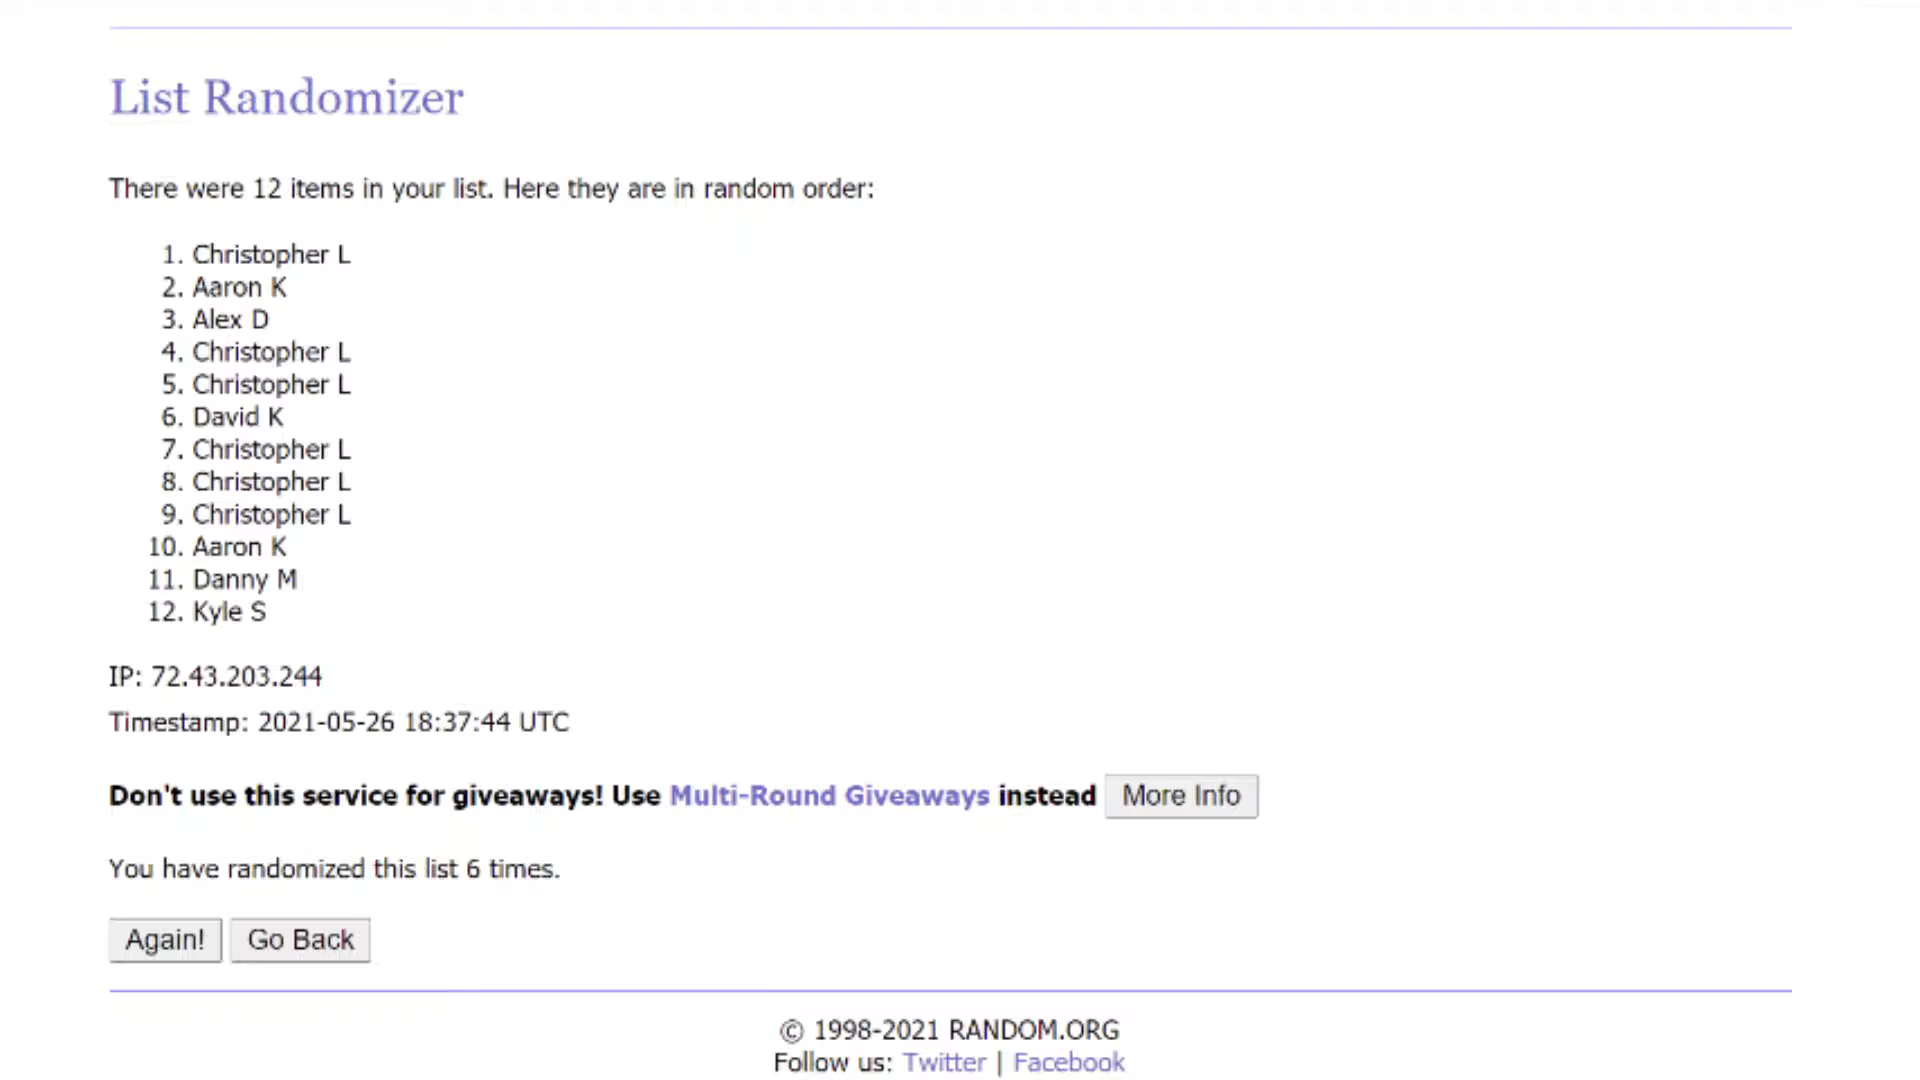 List Randomizer
There were 12 items in your list. Here they are in random order:
1. Christopher L
2. Aaron K
3. Alex D
4. Christopher L
5. Christopher L
6. David K
7. Christopher L
8. Christopher L
9. Christopher L
10. Aaron K
11. Danny M
12. Kyle S
IP: 72.43.203.244
Timestamp: 2021-05-26 18:37:44 UTC
Don't use this service for giveaways! Use Multi-Round Giveaways instead More Info
You have randomized this list 6 times.
Again! Go Back
© 1998-2021 RANDOM.ORG
Follow us: Twitter | Facebook